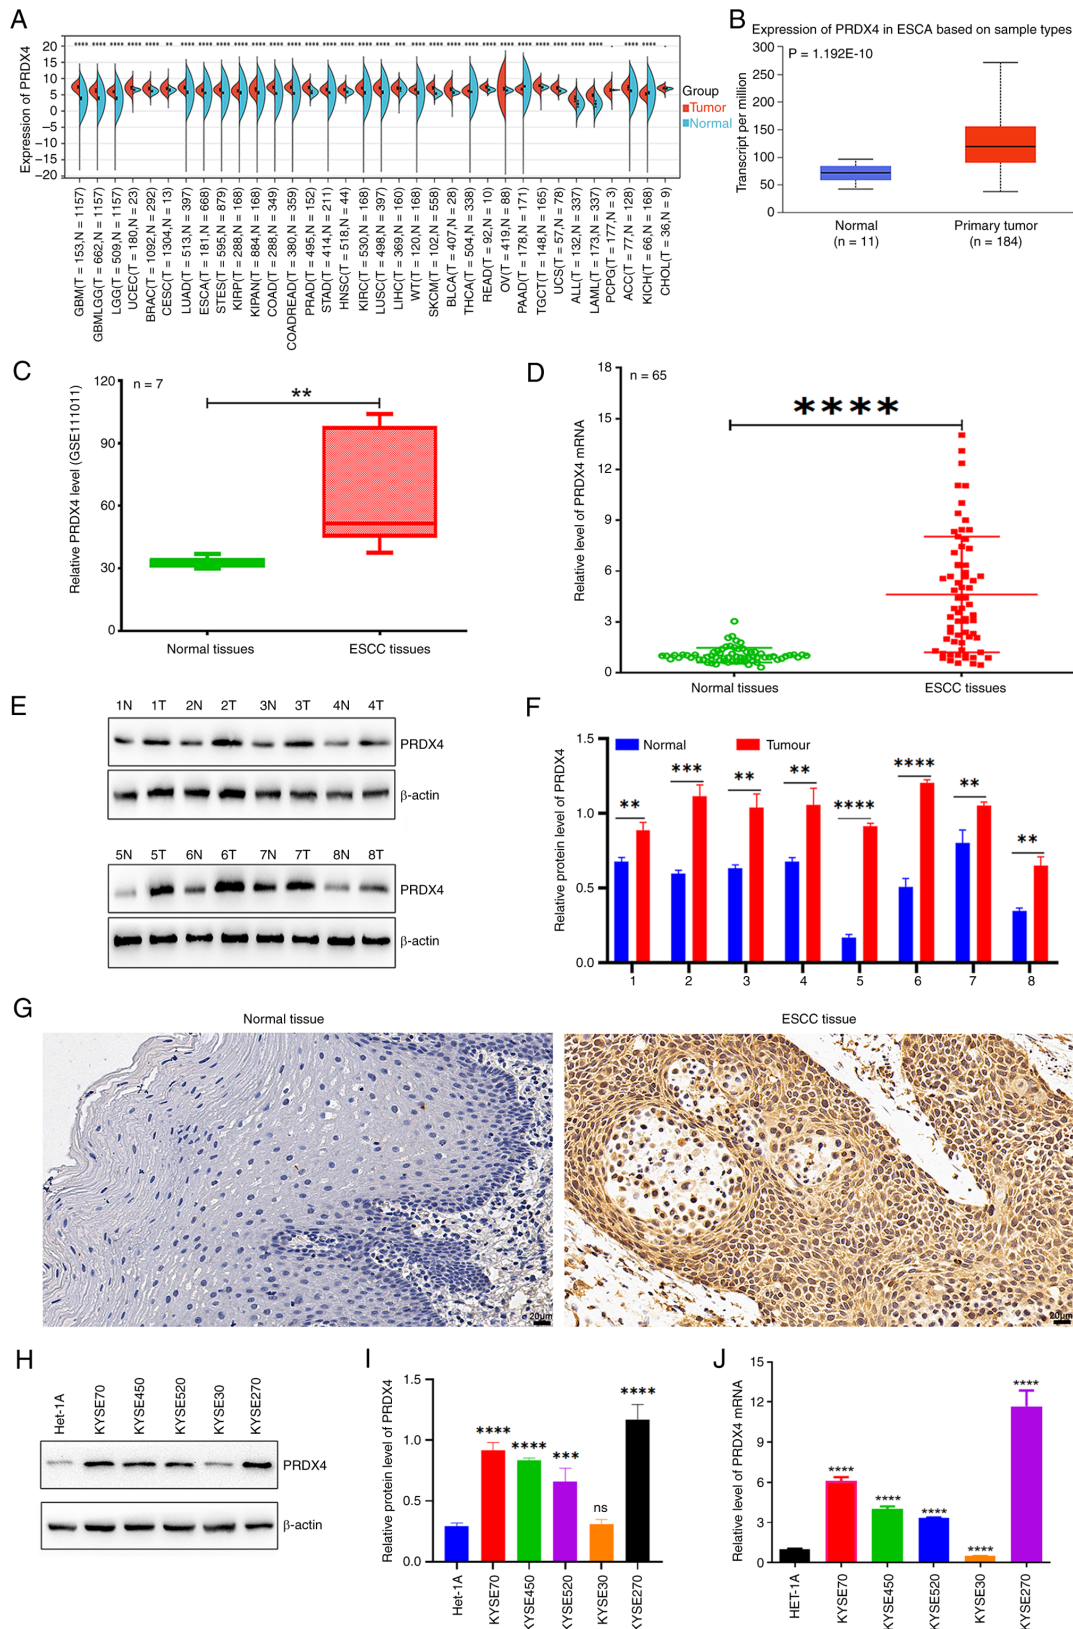 A
Expression of PRDX4
20
15
10
5
0
−5
−10
−15
−20
Group
Tumor
Normal
GBM(T = 153,N = 1157)
GBMLGG(T = 662,N = 1157)
LGG(T = 509,N = 1157)
UCEC(T = 180,N = 23)
BRAC(T = 1092,N = 292)
CESC(T = 1304,N = 13)
LUAD(T = 513,N = 397)
ESCA(T = 181,N = 668)
STES(T = 595,N = 879)
KIRP(T = 288,N = 168)
KIPAN(T = 884,N = 168)
COAD(T = 288,N = 349)
COADREAD(T = 380,N = 359)
PRAD(T = 495,N = 152)
STAD(T = 414,N = 211)
HNSC(T = 518,N = 44)
KIRC(T = 530,N = 168)
LUSC(T = 498,N = 397)
LIHC(T = 369,N = 160)
WT(T = 120,N = 168)
SKCM(T = 102,N = 558)
BLCA(T = 407,N = 28)
THCA(T = 504,N = 338)
READ(T = 92,N = 10)
OV(T = 419,N = 88)
PAAD(T = 178,N = 171)
TGCT(T = 148,N = 165)
UCS(T = 57,N = 78)
ALL(T = 132,N = 337)
LAML(T = 173,N = 337)
PCPG(T = 177,N = 3)
ACC(T = 77,N = 128)
KICH(T = 66,N = 168)
CHOL(T = 36,N = 9)
B
Expression of PRDX4 in ESCA based on sample types
P = 1.192E-10
Transcript per million
300
250
200
150
100
50
0
Normal
(n = 11)
Primary tumor
(n = 184)
C
n = 7
**
Relative PRDX4 level (GSE111011)
120
90
60
30
0
Normal tissues
ESCC tissues
D
n = 65
****
Relative level of PRDX4 mRNA
18
15
12
9
6
3
0
Normal tissues
ESCC tissues
E
1N 1T 2N 2T 3N 3T 4N 4T
PRDX4
β-actin
5N 5T 6N 6T 7N 7T 8N 8T
PRDX4
β-actin
F
Relative protein level of PRDX4
1.5
1.0
0.5
0.0
Normal
Tumour
** *** ** ** **** **** ** **
1 2 3 4 5 6 7 8
G
Normal tissue
ESCC tissue
20μm
20μm
H
Het-1A
KYSE70
KYSE450
KYSE520
KYSE30
KYSE270
PRDX4
β-actin
I
Relative protein level of PRDX4
1.5
1.0
0.5
0.0
**** **** *** ns ****
Het-1A
KYSE70
KYSE450
KYSE520
KYSE30
KYSE270
J
Relative level of PRDX4 mRNA
15
12
9
6
3
0
**** **** **** **** ****
HET-1A
KYSE70
KYSE450
KYSE520
KYSE30
KYSE270